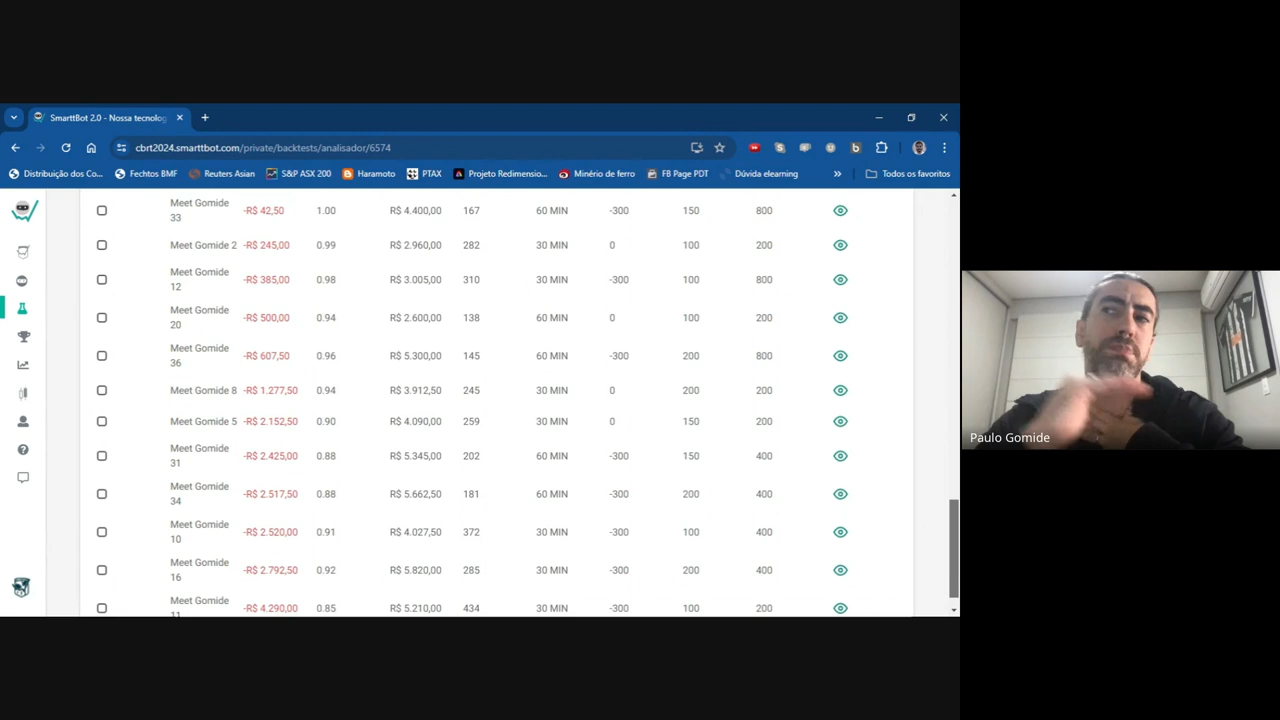 SmarttBot 2.0 - Nossa tecnolog
cbrt2024.smarttbot.com/private/backtests/analisador/6574
Distribuição dos Co... Fechtos BMF Reuters Asian S&P ASX 200 Haramoto PTAX Projeto Redimensio... Minério de ferro FB Page PDT Dúvida elearning » Todos os favoritos
Meet Gomide 33 -R$ 42,50 1.00 R$ 4.400,00 167 60 MIN -300 150 800
Meet Gomide 2 -R$ 245,00 0.99 R$ 2.960,00 282 30 MIN 0 100 200
Meet Gomide 12 -R$ 385,00 0.98 R$ 3.005,00 310 30 MIN -300 100 800
Meet Gomide 20 -R$ 500,00 0.94 R$ 2.600,00 138 60 MIN 0 100 200
Meet Gomide 36 -R$ 607,50 0.96 R$ 5.300,00 145 60 MIN -300 200 800
Meet Gomide 8 -R$ 1.277,50 0.94 R$ 3.912,50 245 30 MIN 0 200 200
Meet Gomide 5 -R$ 2.152,50 0.90 R$ 4.090,00 259 30 MIN 0 150 200
Meet Gomide 31 -R$ 2.425,00 0.88 R$ 5.345,00 202 60 MIN -300 150 400
Meet Gomide 34 -R$ 2.517,50 0.88 R$ 5.662,50 181 60 MIN -300 200 400
Meet Gomide 10 -R$ 2.520,00 0.91 R$ 4.027,50 372 30 MIN -300 100 400
Meet Gomide 16 -R$ 2.792,50 0.92 R$ 5.820,00 285 30 MIN -300 200 400
Meet Gomide 11 -R$ 4.290,00 0.85 R$ 5.210,00 434 30 MIN -300 100 200
Paulo Gomide